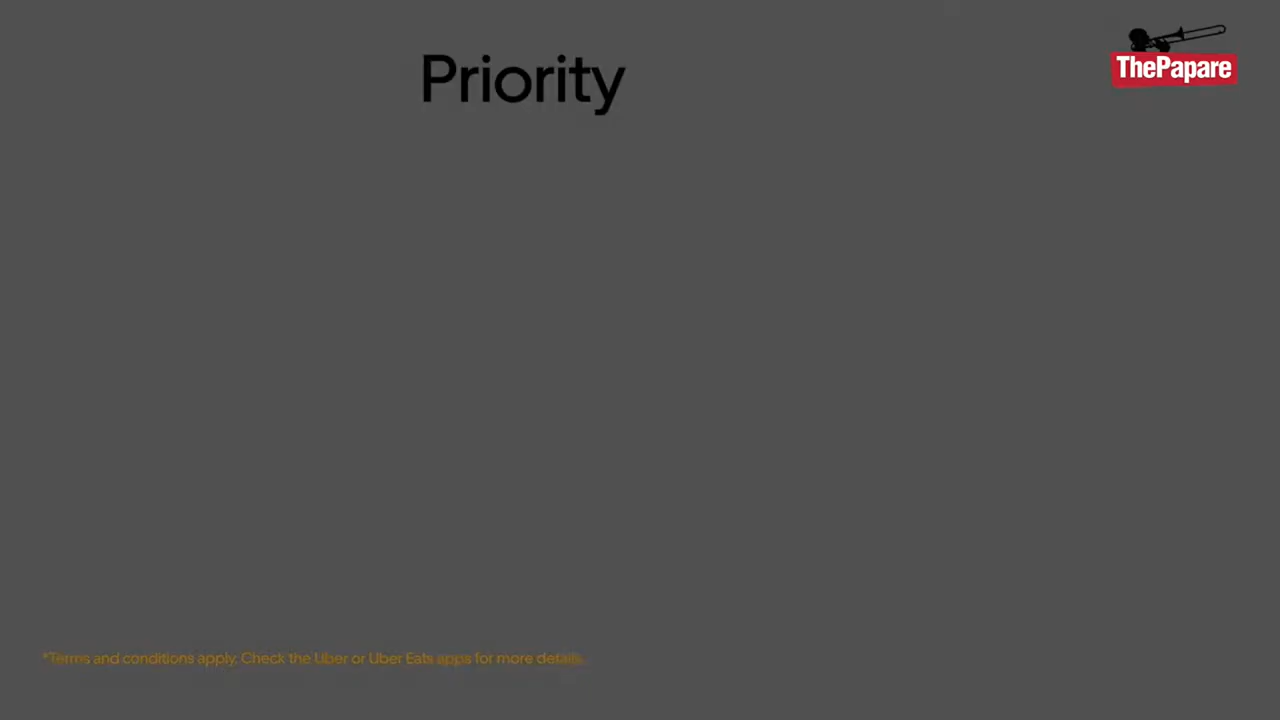 Priority
ThePapare
*Terms and conditions apply. Check the Uber or Uber Eats apps for more details.